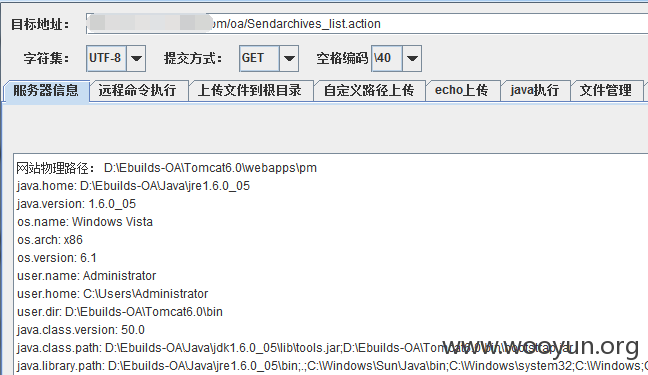 目标地址： om/oa/Sendarchives_list.action
字符集： UTF-8 提交方式： GET 空格编码 \40
服务器信息 远程命令执行 上传文件到根目录 自定义路径上传 echo上传 java执行 文件管理
网站物理路径： D:\Ebuilds-OA\Tomcat6.0\webapps\pm
java.home: D:\Ebuilds-OA\Java\jre1.6.0_05
java.version: 1.6.0_05
os.name: Windows Vista
os.arch: x86
os.version: 6.1
user.name: Administrator
user.home: C:\Users\Administrator
user.dir: D:\Ebuilds-OA\Tomcat6.0\bin
java.class.version: 50.0
java.class.path: D:\Ebuilds-OA\Java\jdk1.6.0_05\lib\tools.jar;D:\Ebuilds-OA\Tomcat6.0\bin\bootstrap.jar
java.library.path: D:\Ebuilds-OA\Java\jre1.6.0_05\bin;.;C:\Windows\Sun\Java\bin;C:\Windows\system32;C:\Windows;
www.wooyun.org